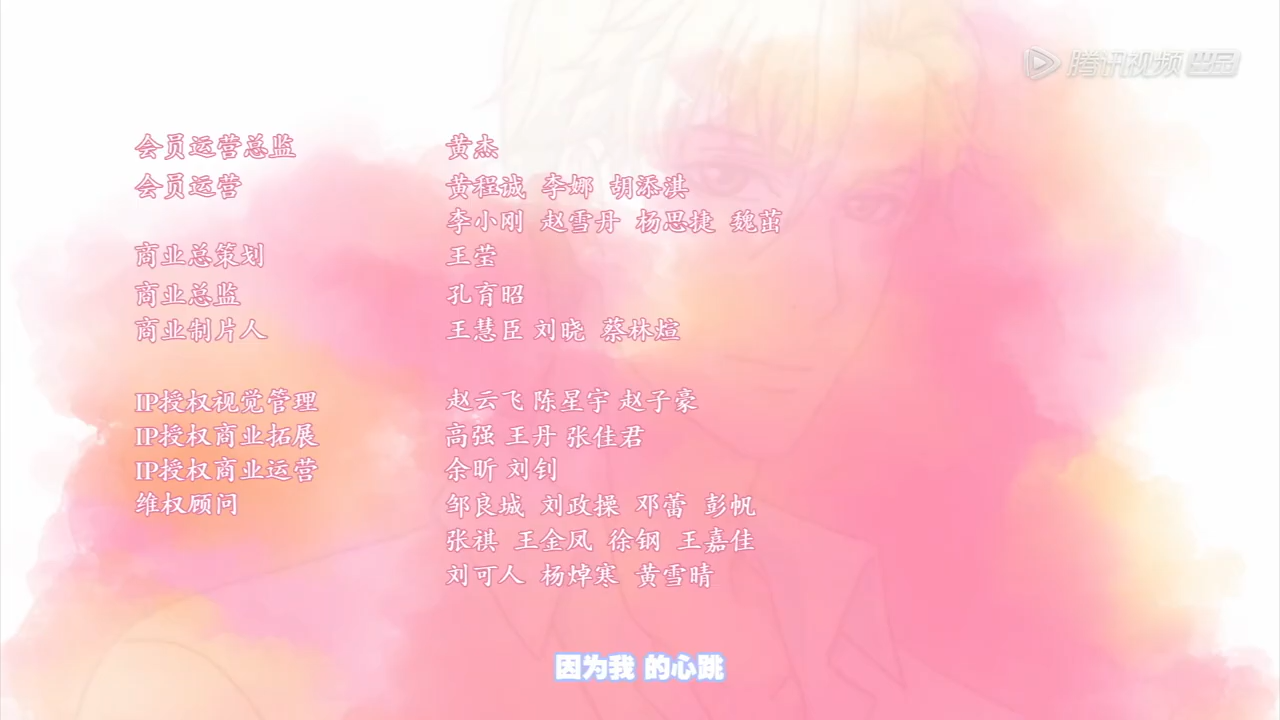 腾讯视频 出品
会员运营总监 黄杰
会员运营 黄程诚 李娜 胡添淇
李小刚 赵雪丹 杨思捷 魏茁
商业总策划 王莹
商业总监 孔育昭
商业制片人 王慧臣 刘晓 蔡林煊
IP授权视觉管理 赵云飞 陈星宇 赵子豪
IP授权商业拓展 高强 王丹 张佳君
IP授权商业运营 余昕 刘钊
维权顾问 邹良城 刘政操 邓蕾 彭帆
张祺 王金凤 徐钢 王嘉佳
刘可人 杨焯寒 黄雪晴
因为我 的心跳